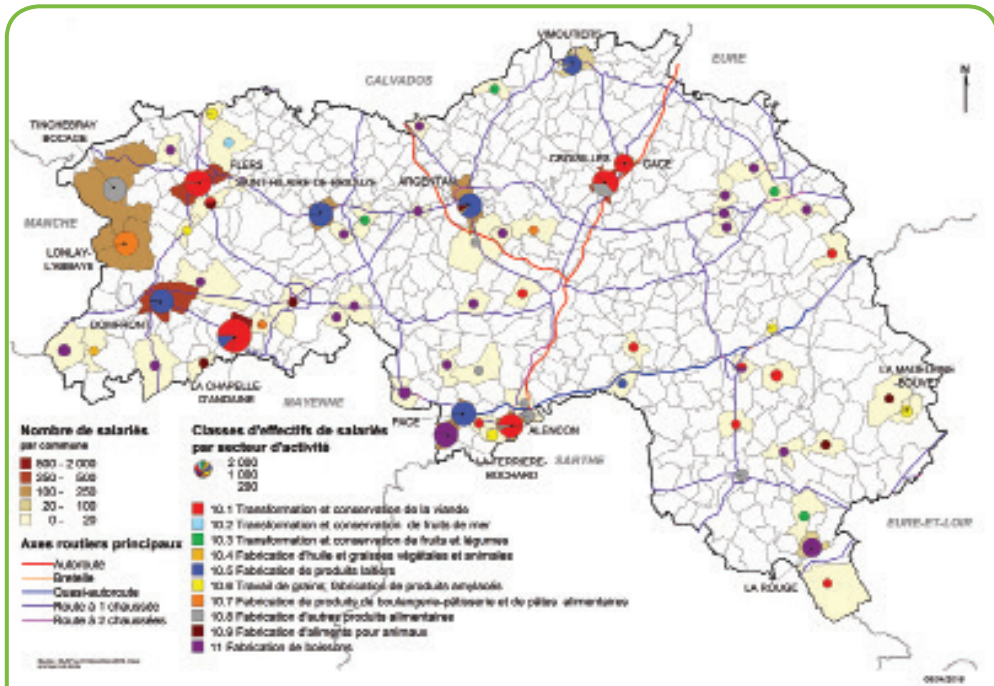 VIMOUTIERS
EURE
CALVADOS
N
TINCHEBRAY
BOCAGE
FLERS
CROISILLES
GACE
SAINT-HILAIRE-DE-BRIOUZE
ARGENTAN
MANCHE
LONLAY-
L'ABBAYE
DOMFRONT
LA CHAPELLE
D'ANDAINE
MAYENNE
LA MADELEINE-
BOUVET
PACE
ALENCON
LA FERRIERE-
BOCHARD
SARTHE
EURE-ET-LOIR
LA ROUGE
Nombre de salariés
par commune
800 - 2 000
250 - 500
100 - 250
20 - 100
0 - 20
Axes routiers principaux
Autoroute
Bretelle
Quasi-autoroute
Route à 1 chaussée
Route à 2 chaussées
Classes d'effectifs de salariés
par secteur d'activité
2 000
1 000
200
10.1 Transformation et conservation de la viande
10.2 Transformation et conservation de fruits de mer
10.3 Transformation et conservation de fruits et légumes
10.4 Fabrication d'huile et graisses végétales et animales
10.5 Fabrication de produits laitiers
10.6 Travail de grains; fabrication de produits amylacés
10.7 Fabrication de produits de boulangerie-pâtisserie et de pâtes alimentaires
10.8 Fabrication d'autres produits alimentaires
10.9 Fabrication d'aliments pour animaux
11 Fabrication de boissons